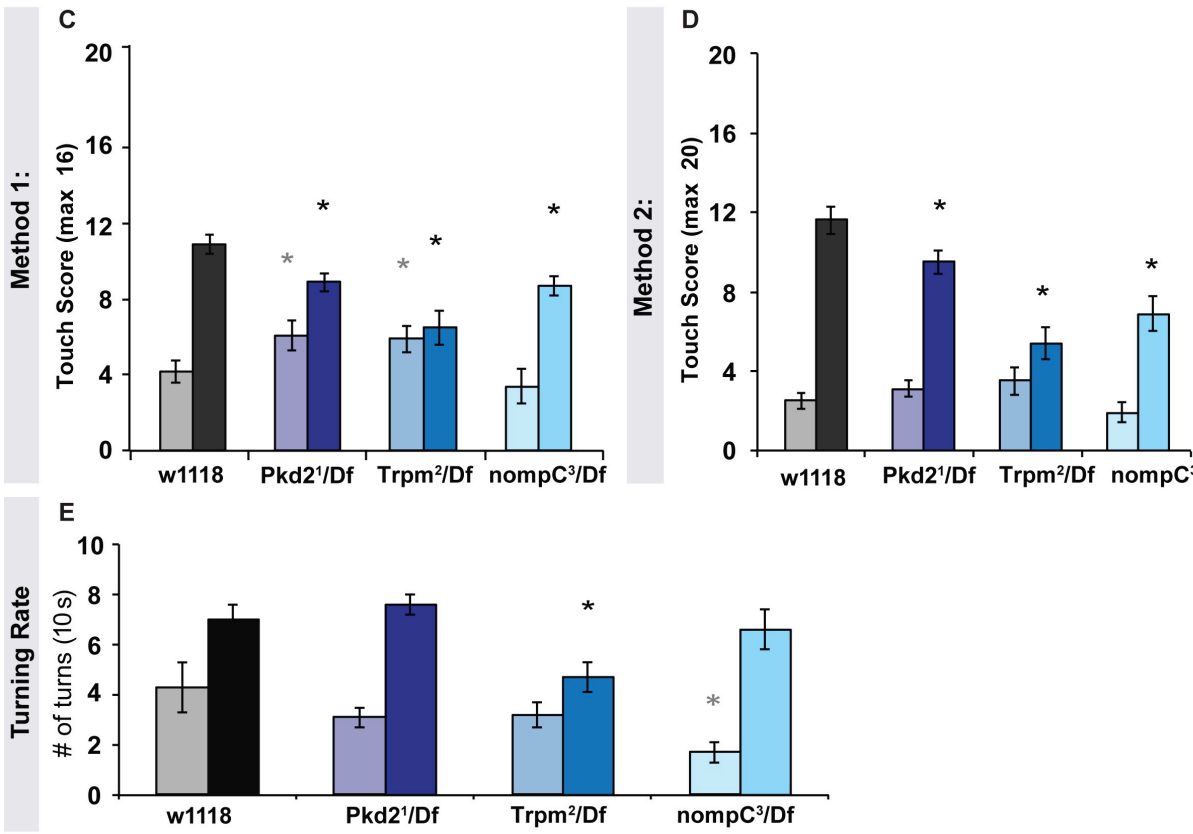 C
Method 1:
Touch Score (max 16)
20
16
12
8
4
0
*
*
*
*
*
w1118
Pkd2¹/Df
Trpm²/Df
nompC³/Df
D
Method 2:
Touch Score (max 20)
20
16
12
8
4
0
*
*
*
w1118
Pkd2¹/Df
Trpm²/Df
nompC³
E
Turning Rate
# of turns (10 s)
10
8
6
4
2
0
*
*
w1118
Pkd2¹/Df
Trpm²/Df
nompC³/Df